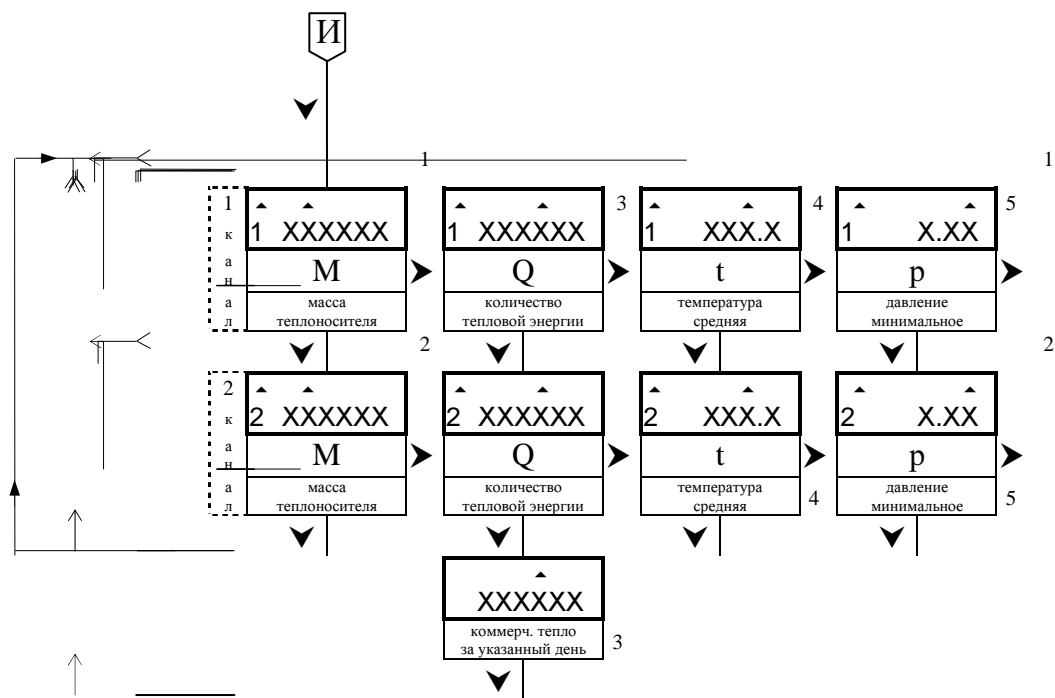 И
1 1
1 3 4 5
к 1 XXXXXX 1 XXXXXX 1 XXX.X 1 X.XX
а
н M Q t p
а масса количество температура давление
л теплоносителя тепловой энергии средняя минимальное
2 2
2
к 2 XXXXXX 2 XXXXXX 2 XXX.X 2 X.XX
а
н M Q t p
а масса количество температура давление
л теплоносителя тепловой энергии средняя минимальное
4 5
XXXXXX
коммерч. тепло
за указанный день 3